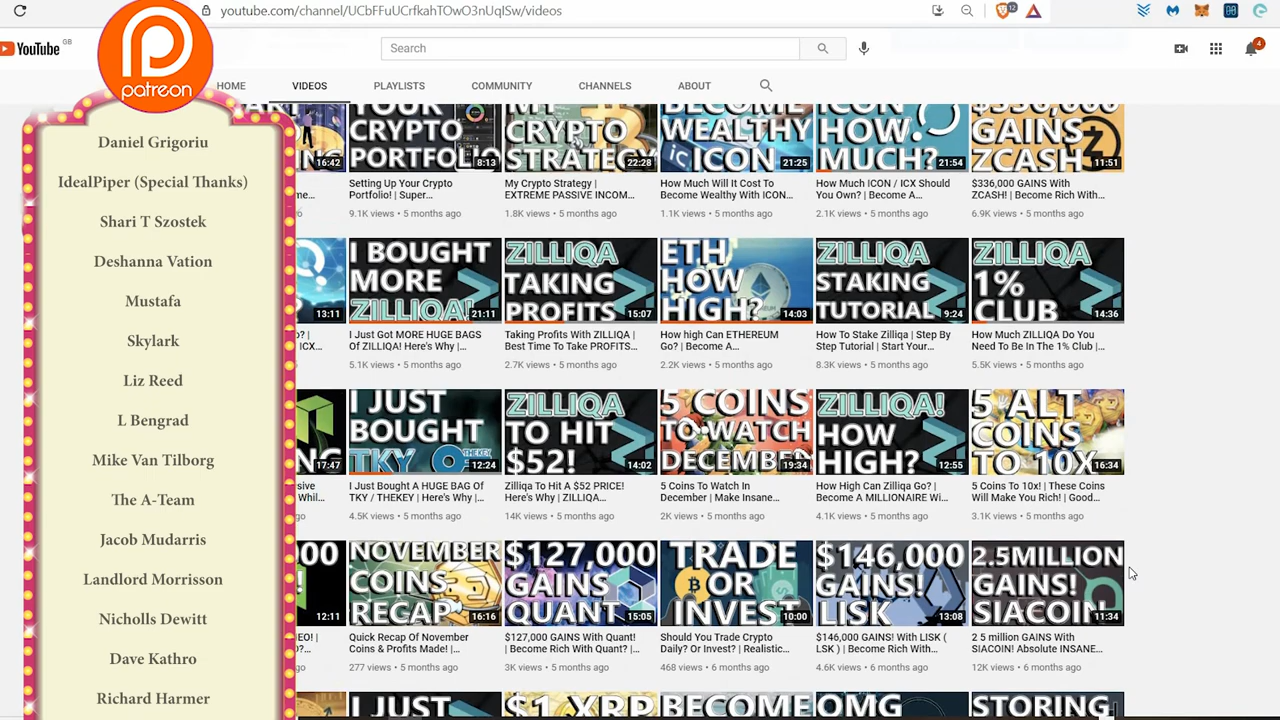 youtube.com/channel/UCbFFuUCrfkahTOwO3nUqlSw/videos
12
YouTube GB
Search
4
patreon
HOME VIDEOS PLAYLISTS COMMUNITY CHANNELS ABOUT
Daniel Grigoriu
IdealPiper (Special Thanks)
Shari T Szostek
Deshanna Vation
Mustafa
Skylark
Liz Reed
L Bengrad
Mike Van Tilborg
The A-Team
Jacob Mudarris
Landlord Morrisson
Nicholls Dewitt
Dave Kathro
Richard Harmer
16:42
YOUR
CRYPTO
PORTFOLIO
8:13
Setting Up Your Crypto
Portfolio! | Super...
9.1K views • 5 months ago
MY
CRYPTO
STRATEGY
22:28
My Crypto Strategy |
EXTREME PASSIVE INCOM...
1.8K views • 5 months ago
BECOME
WEALTHY
ICON
21:25
How Much Will It Cost To
Become Wealthy With ICON...
1.1K views • 5 months ago
ICON
HOW
MUCH?
21:54
How Much ICON / ICX Should
You Own? | Become A...
2.1K views • 5 months ago
$336,000
GAINS
ZCASH
11:51
$336,000 GAINS With
ZCASH! | Become Rich With...
6.9K views • 5 months ago
13:11
ICX...
I BOUGHT
MORE
ZILLIQA!
21:11
I Just Got MORE HUGE BAGS
Of ZILLIQA! Here's Why |...
5.1K views • 5 months ago
ZILLIQA
TAKING
PROFITS
15:07
Taking Profits With ZILLIQA |
Best Time To Take PROFITS...
2.7K views • 5 months ago
ETH
HOW
HIGH?
14:03
How high Can ETHEREUM
Go? | Become A...
2.2K views • 5 months ago
ZILLIQA
STAKING
TUTORIAL
9:24
How To Stake Zilliqa | Step By
Step Tutorial | Start Your...
8.3K views • 5 months ago
ZILLIQA
1%
CLUB
14:36
How Much ZILLIQA Do You
Need To Be In The 1% Club |...
5.5K views • 5 months ago
17:47
I JUST
BOUGHT
TKY THEKEY
12:24
I Just Bought A HUGE BAG Of
TKY / THEKEY | Here's Why |...
4.5K views • 5 months ago
ZILLIQA
TO HIT
$52!
14:02
Zilliqa To Hit A $52 PRICE!
Here's Why | ZILLIQA...
14K views • 5 months ago
5 COINS
TO WATCH
DECEMBER
19:34
5 Coins To Watch In
December | Make Insane...
2K views • 5 months ago
ZILLIQA!
HOW
HIGH?
12:55
How High Can Zilliqa Go? |
Become A MILLIONAIRE Wi...
4.1K views • 5 months ago
5 ALT
COINS
TO 10X
16:34
5 Coins To 10x! | These Coins
Will Make You Rich! | Good...
3.1K views • 5 months ago
12:11
NOVEMBER
COINS
RECAP
16:16
Quick Recap Of November
Coins & Profits Made! |...
277 views • 5 months ago
$127,000
GAINS
QUANT
15:05
$127,000 GAINS With Quant!
| Become Rich With Quant? |...
3K views • 5 months ago
TRADE
OR
INVEST
10:00
Should You Trade Crypto
Daily? Or Invest? | Realistic...
468 views • 6 months ago
$146,000
GAINS!
LISK
13:08
$146,000 GAINS! With LISK (
LSK ) | Become Rich With...
4.6K views • 6 months ago
2.5MILLION
GAINS!
SIACOIN
11:34
2 5 million GAINS With
SIACOIN! Absolute INSANE...
12K views • 6 months ago
I JUST
$1 XRP
BECOME
OMG
STORING